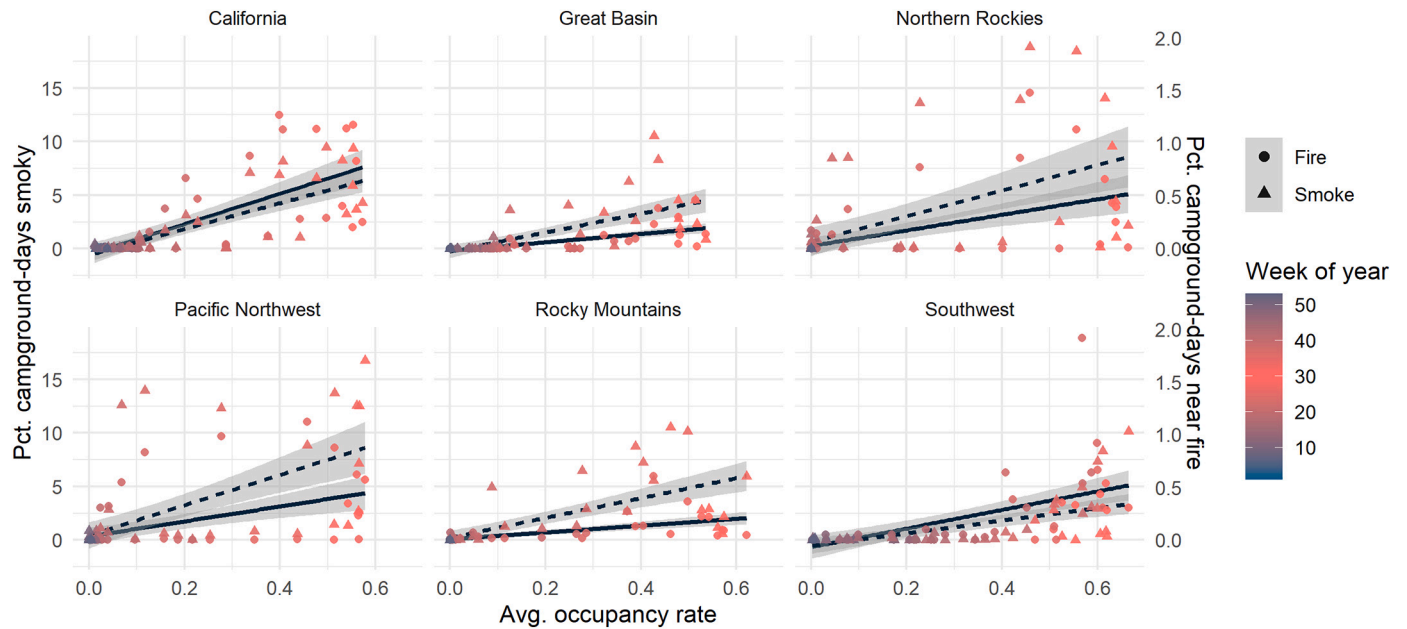 California
Great Basin
Northern Rockies
Pct. campground-days smoky
15
10
5
0
2.0
1.5
1.0
0.5
0.0
Pct. campground-days near fire
Fire
Smoke
Week of year
50
40
30
20
10
Pacific Northwest
Rocky Mountains
Southwest
15
10
5
0
2.0
1.5
1.0
0.5
0.0
0.0 0.2 0.4 0.6
0.0 0.2 0.4 0.6
0.0 0.2 0.4 0.6
Avg. occupancy rate